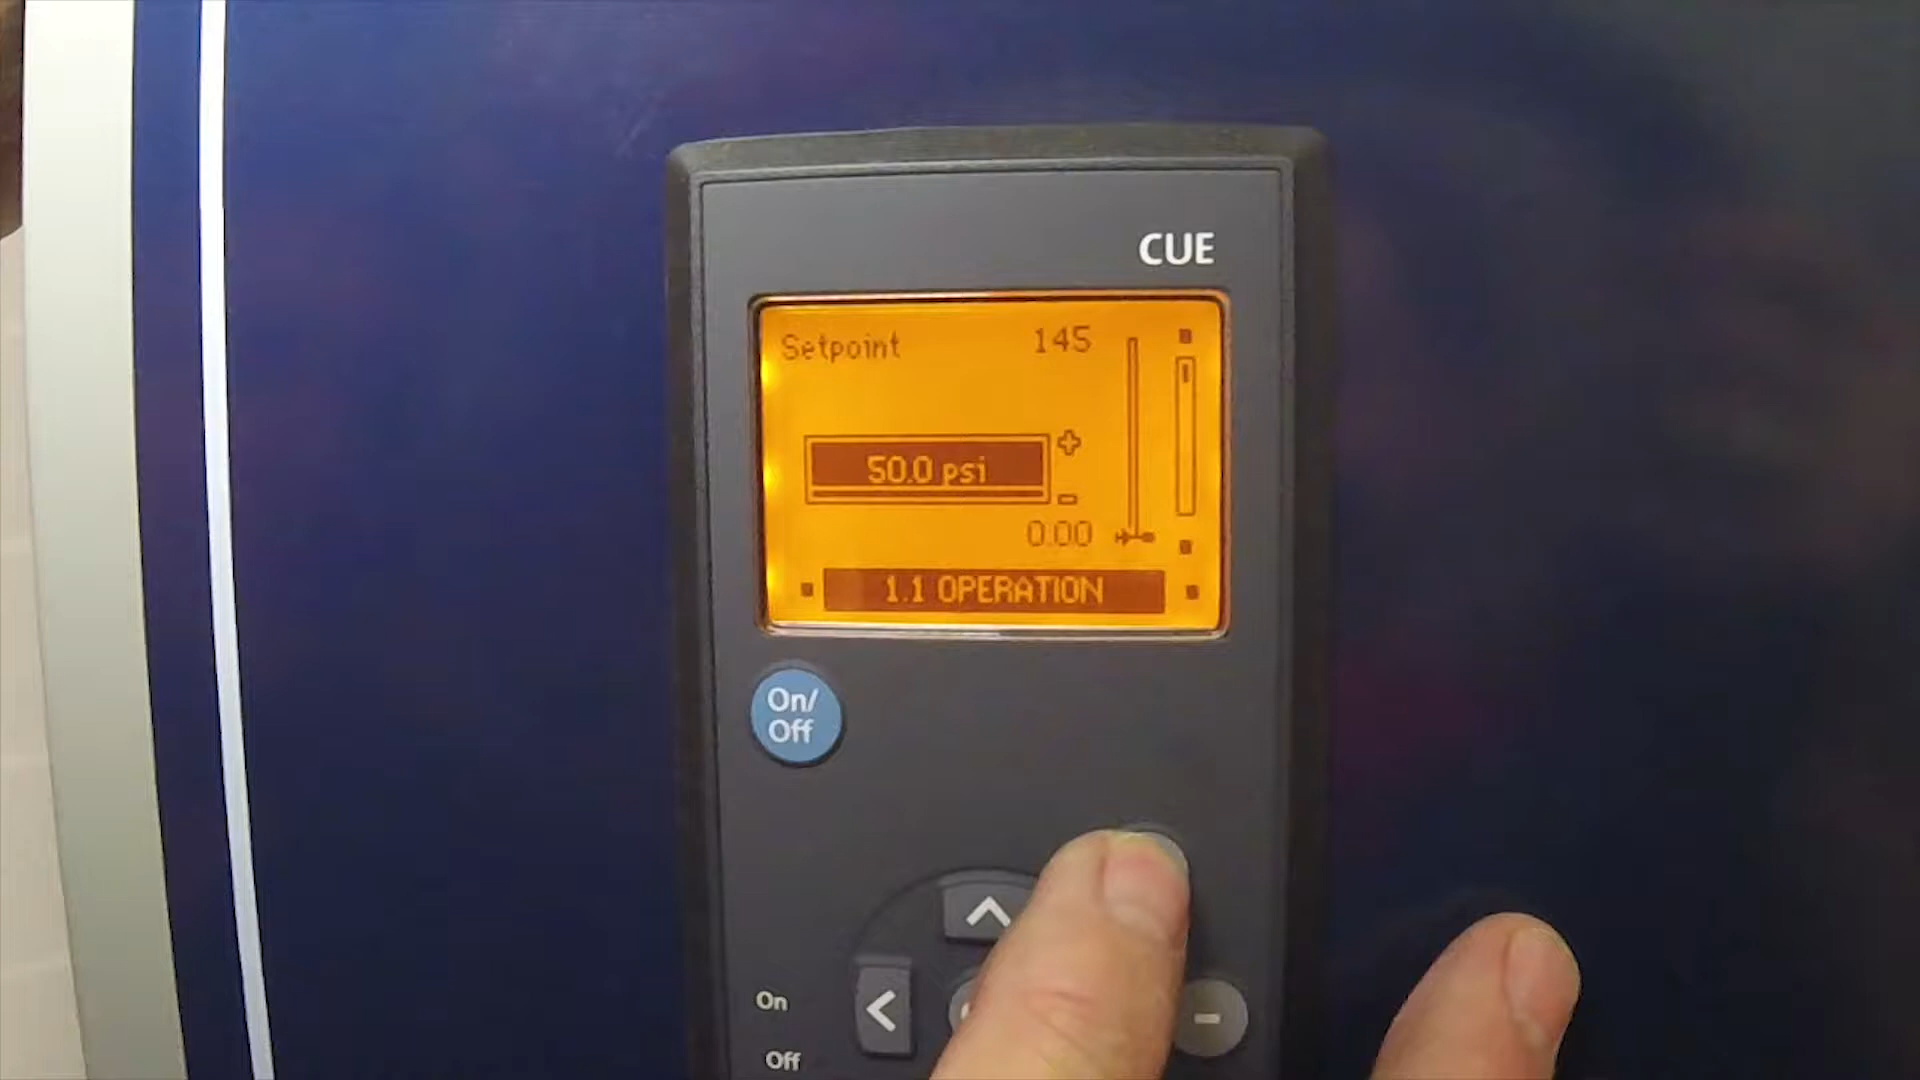 CUE
Setpoint 145
50.0 psi
0.00
1.1 OPERATION
On/
Off
On
Off